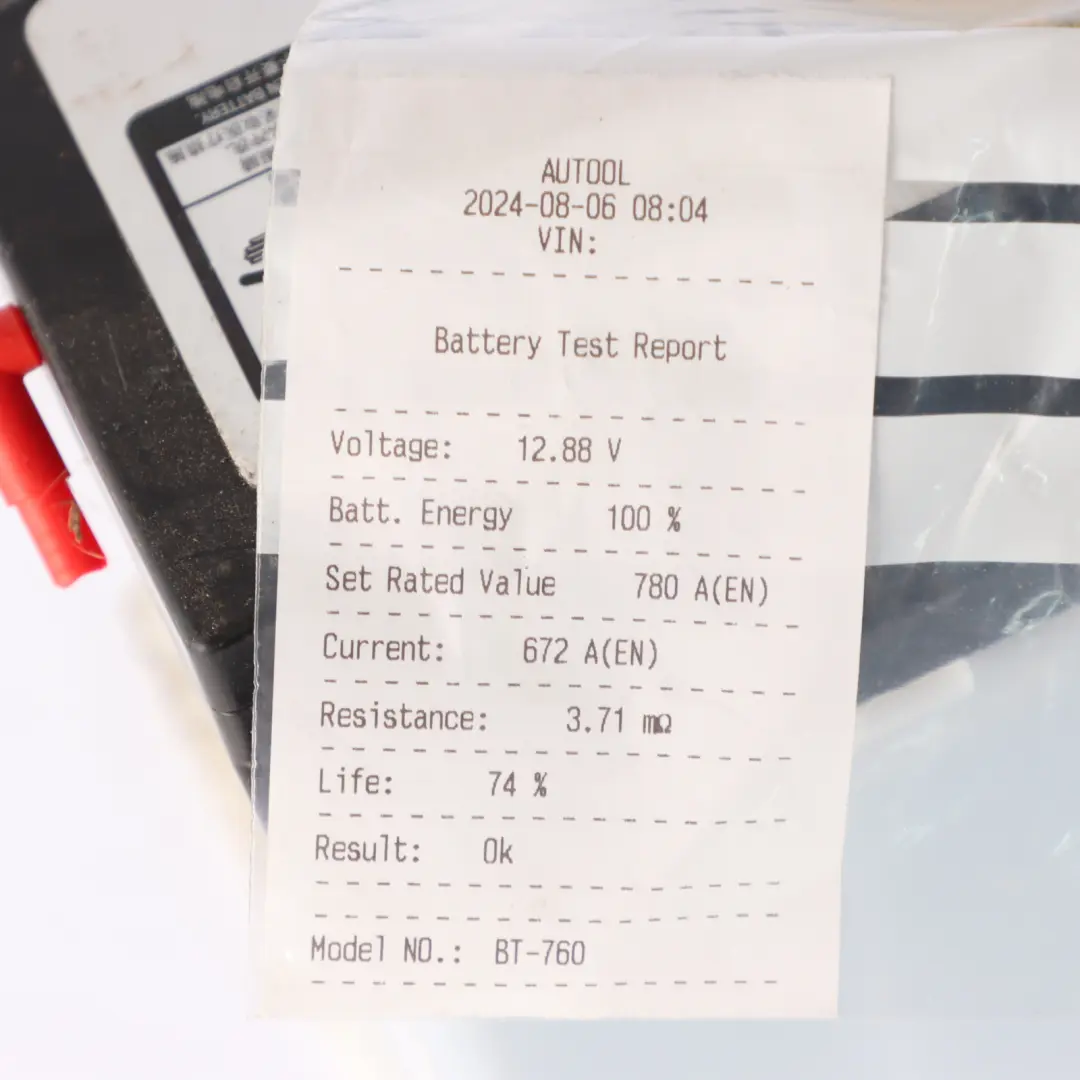 AUTOOL
2024-08-06 08:04
VIN:
Battery Test Report
Voltage: 12.88 V
Batt. Energy 100 %
Set Rated Value 780 A(EN)
Current: 672 A(EN)
Resistance: 3.71 mΩ
Life: 74 %
Result: Ok
Model NO.: BT-760
BATTERY